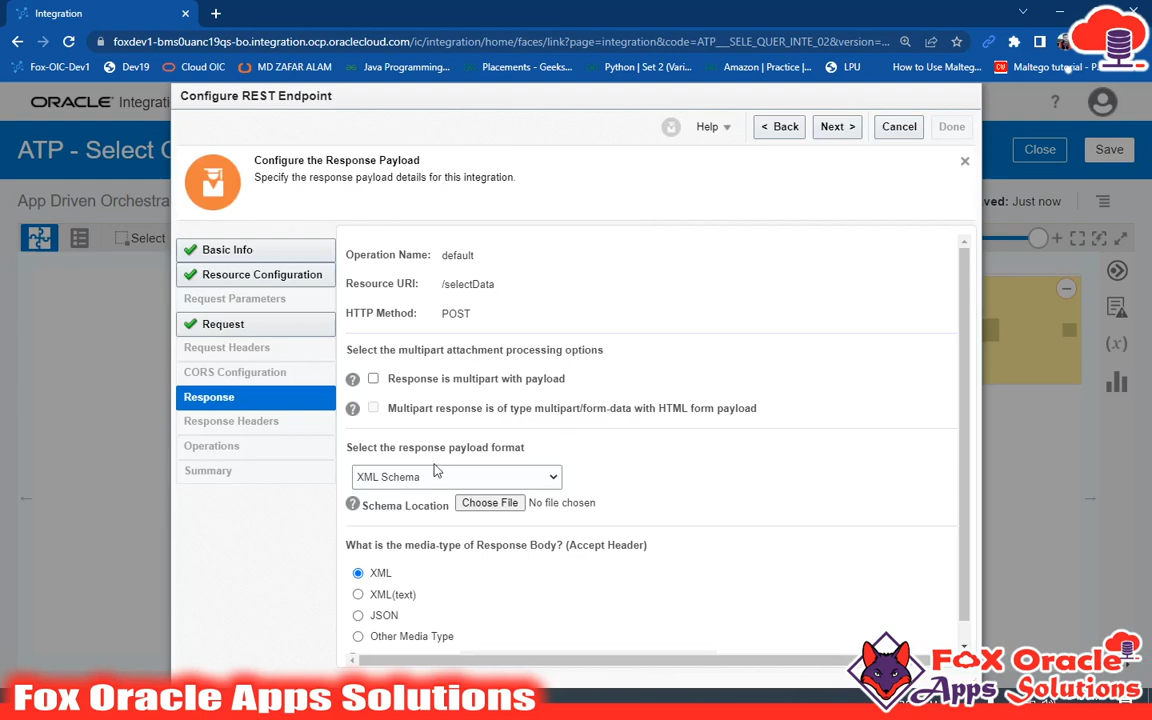 Integration
foxdev1-bms0uanc19qs-bo.integration.ocp.oraclecloud.com/ic/integration/home/faces/link?page=integration&code=ATP___SELE_QUER_INTE_02&version=...
Fox-OIC-Dev1 Dev19 Cloud OIC MD ZAFAR ALAM Java Programming... Placements - Geeks... Python | Set 2 (Vari... Amazon | Practice |... LPU How to Use Malteg... Maltego tutorial - P
ORACLE Integra
Configure REST Endpoint
Help
< Back
Next >
Cancel
Done
ATP - Select
Close
Save
Configure the Response Payload
Specify the response payload details for this integration.
App Driven Orchestra
ved: Just now
Select
Basic Info
Resource Configuration
Request Parameters
Request
Request Headers
CORS Configuration
Response
Response Headers
Operations
Summary
Operation Name: default
Resource URI: /selectData
HTTP Method: POST
Select the multipart attachment processing options
Response is multipart with payload
Multipart response is of type multipart/form-data with HTML form payload
Select the response payload format
XML Schema
Schema Location Choose File No file chosen
What is the media-type of Response Body? (Accept Header)
XML
XML(text)
JSON
Other Media Type
Fox Oracle Apps Solutions
FOX Oracle
Apps Solutions